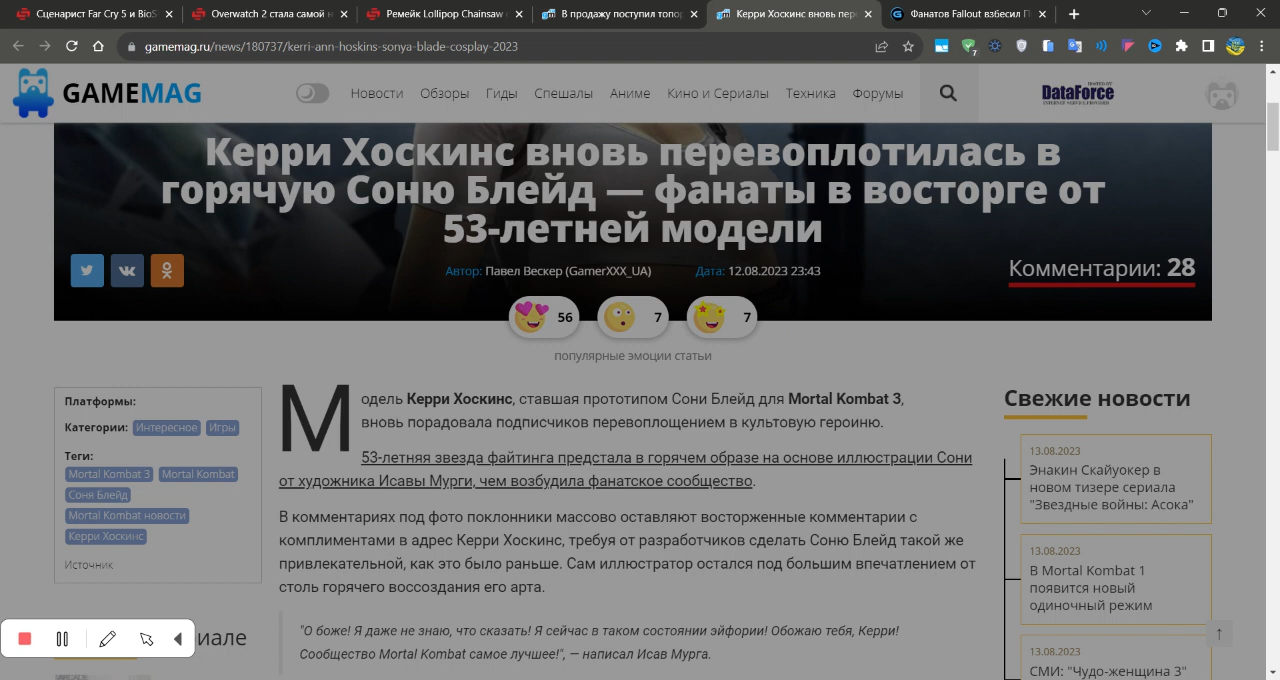 Сценарист Far Cry 5 и BioS
Overwatch 2 стала самой н
Ремейк Lollipop Chainsaw
В продажу поступил топор
Керри Хоскинс вновь пере
Фанатов Fallout взбесил П
gamemag.ru/news/180737/kerri-ann-hoskins-sonya-blade-cosplay-2023
7
GAMEMAG
Новости Обзоры Гиды Спешалы Аниме Кино и Сериалы Техника Форумы
DataForce
Керри Хоскинс вновь перевоплотилась в
горячую Соню Блейд — фанаты в восторге от
53-летней модели
Автор: Павел Вескер (GamerXXX_UA) Дата: 12.08.2023 23:43
Комментарии: 28
56 7 7
популярные эмоции статьи
Платформы:
Категории: Интересное Игры
Теги:
Mortal Kombat 3 Mortal Kombat
Соня Блейд
Mortal Kombat новости
Керри Хоскинс
Источник
иале
Модель Керри Хоскинс, ставшая прототипом Сони Блейд для Mortal Kombat 3,
вновь порадовала подписчиков перевоплощением в культовую героиню.
53-летняя звезда файтинга предстала в горячем образе на основе иллюстрации Сони
от художника Исавы Мурги, чем возбудила фанатское сообщество.
В комментариях под фото поклонники массово оставляют восторженные комментарии с
комплиментами в адрес Керри Хоскинс, требуя от разработчиков сделать Соню Блейд такой же
привлекательной, как это было раньше. Сам иллюстратор остался под большим впечатлением от
столь горячего воссоздания его арта.
"О боже! Я даже не знаю, что сказать! Я сейчас в таком состоянии эйфории! Обожаю тебя, Керри!
Сообщество Mortal Kombat самое лучшее!", — написал Исав Мурга.
Свежие новости
13.08.2023
Энакин Скайуокер в
новом тизере сериала
"Звездные войны: Асока"
13.08.2023
В Mortal Kombat 1
появится новый
одиночный режим
13.08.2023
СМИ: "Чудо-женщина 3"